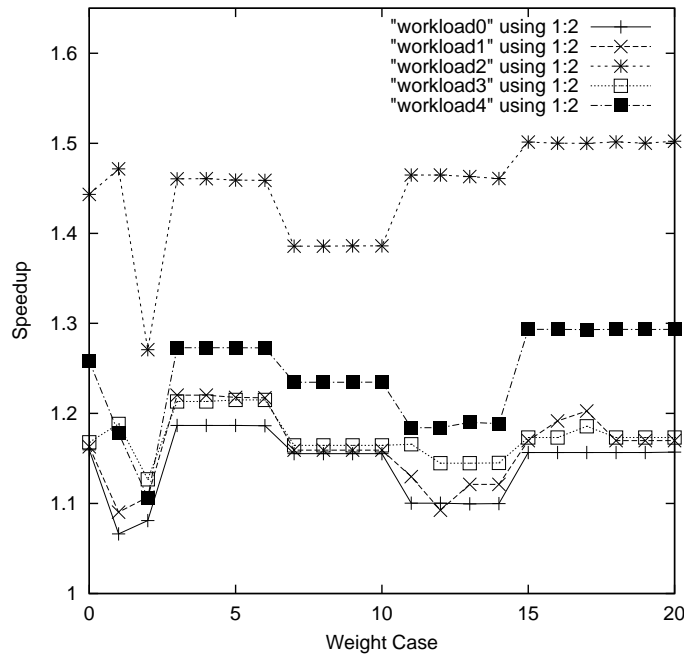 1.6
1.5
1.4
1.3
1.2
1.1
1
0
5
10
15
20
Speedup
Weight Case
"workload0" using 1:2
"workload1" using 1:2
"workload2" using 1:2
"workload3" using 1:2
"workload4" using 1:2